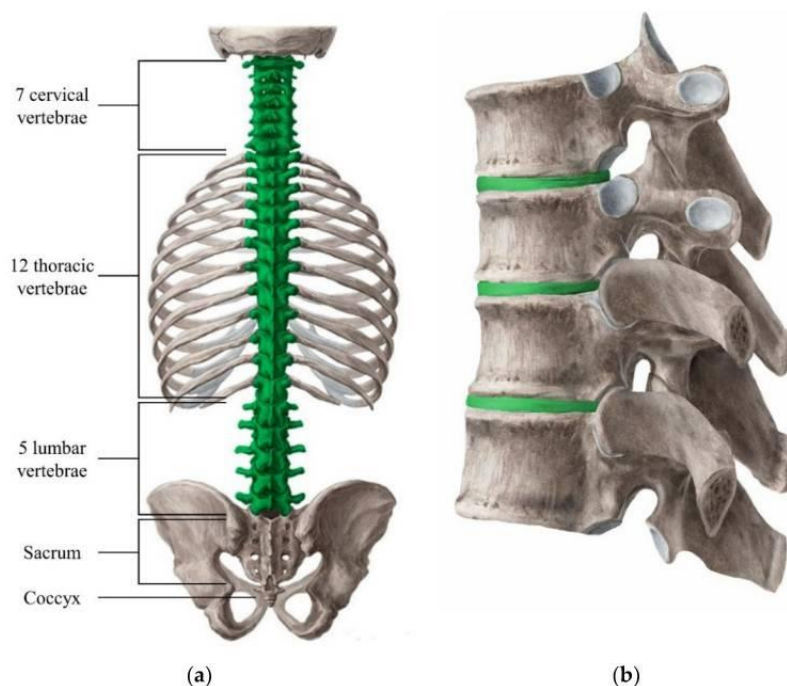 7 cervical
vertebrae
12 thoracic
vertebrae
5 lumbar
vertebrae
Sacrum
Coccyx
(a)
(b)